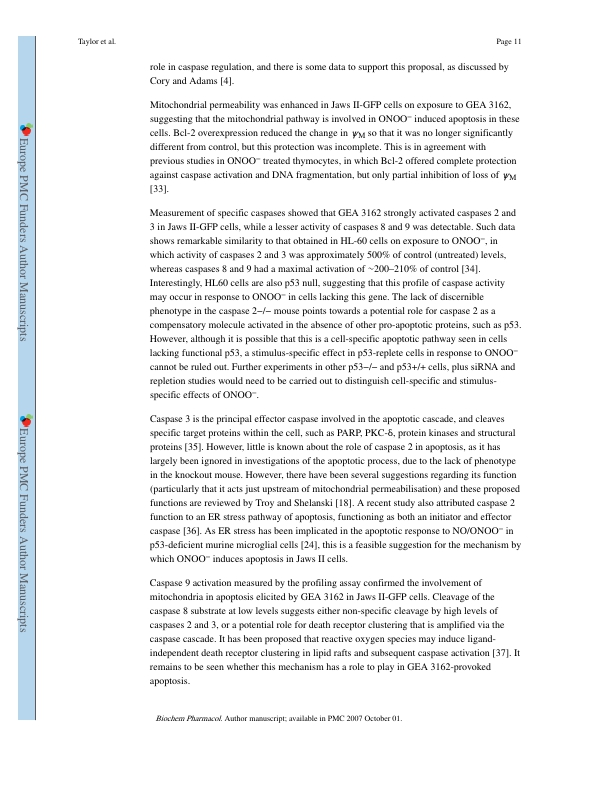 Taylor et al.
Page 11
role in caspase regulation, and there is some data to support this proposal, as discussed by
Cory and Adams [4].
Mitochondrial permeability was enhanced in Jaws II-GFP cells on exposure to GEA 3162,
suggesting that the mitochondrial pathway is involved in ONOO⁻ induced apoptosis in these
cells. Bcl-2 overexpression reduced the change in ψM so that it was no longer significantly
different from control, but this protection was incomplete. This is in agreement with
previous studies in ONOO⁻ treated thymocytes, in which Bcl-2 offered complete protection
against caspase activation and DNA fragmentation, but only partial inhibition of loss of ψM
[33].
Measurement of specific caspases showed that GEA 3162 strongly activated caspases 2 and
3 in Jaws II-GFP cells, while a lesser activity of caspases 8 and 9 was detectable. Such data
shows remarkable similarity to that obtained in HL-60 cells on exposure to ONOO⁻, in
which activity of caspases 2 and 3 was approximately 500% of control (untreated) levels,
whereas caspases 8 and 9 had a maximal activation of ~200–210% of control [34].
Interestingly, HL60 cells are also p53 null, suggesting that this profile of caspase activity
may occur in response to ONOO⁻ in cells lacking this gene. The lack of discernible
phenotype in the caspase 2−/− mouse points towards a potential role for caspase 2 as a
compensatory molecule activated in the absence of other pro-apoptotic proteins, such as p53.
However, although it is possible that this is a cell-specific apoptotic pathway seen in cells
lacking functional p53, a stimulus-specific effect in p53-replete cells in response to ONOO⁻
cannot be ruled out. Further experiments in other p53−/− and p53+/+ cells, plus siRNA and
repletion studies would need to be carried out to distinguish cell-specific and stimulus-
specific effects of ONOO⁻.
Caspase 3 is the principal effector caspase involved in the apoptotic cascade, and cleaves
specific target proteins within the cell, such as PARP, PKC-δ, protein kinases and structural
proteins [35]. However, little is known about the role of caspase 2 in apoptosis, as it has
largely been ignored in investigations of the apoptotic process, due to the lack of phenotype
in the knockout mouse. However, there have been several suggestions regarding its function
(particularly that it acts just upstream of mitochondrial permeabilisation) and these proposed
functions are reviewed by Troy and Shelanski [18]. A recent study also attributed caspase 2
function to an ER stress pathway of apoptosis, functioning as both an initiator and effector
caspase [36]. As ER stress has been implicated in the apoptotic response to NO/ONOO⁻ in
p53-deficient murine microglial cells [24], this is a feasible suggestion for the mechanism by
which ONOO⁻ induces apoptosis in Jaws II cells.
Caspase 9 activation measured by the profiling assay confirmed the involvement of
mitochondria in apoptosis elicited by GEA 3162 in Jaws II-GFP cells. Cleavage of the
caspase 8 substrate at low levels suggests either non-specific cleavage by high levels of
caspases 2 and 3, or a potential role for death receptor clustering that is amplified via the
caspase cascade. It has been proposed that reactive oxygen species may induce ligand-
independent death receptor clustering in lipid rafts and subsequent caspase activation [37]. It
remains to be seen whether this mechanism has a role to play in GEA 3162-provoked
apoptosis.
Biochem Pharmacol. Author manuscript; available in PMC 2007 October 01.
Europe PMC Funders Author Manuscripts
Europe PMC Funders Author Manuscripts